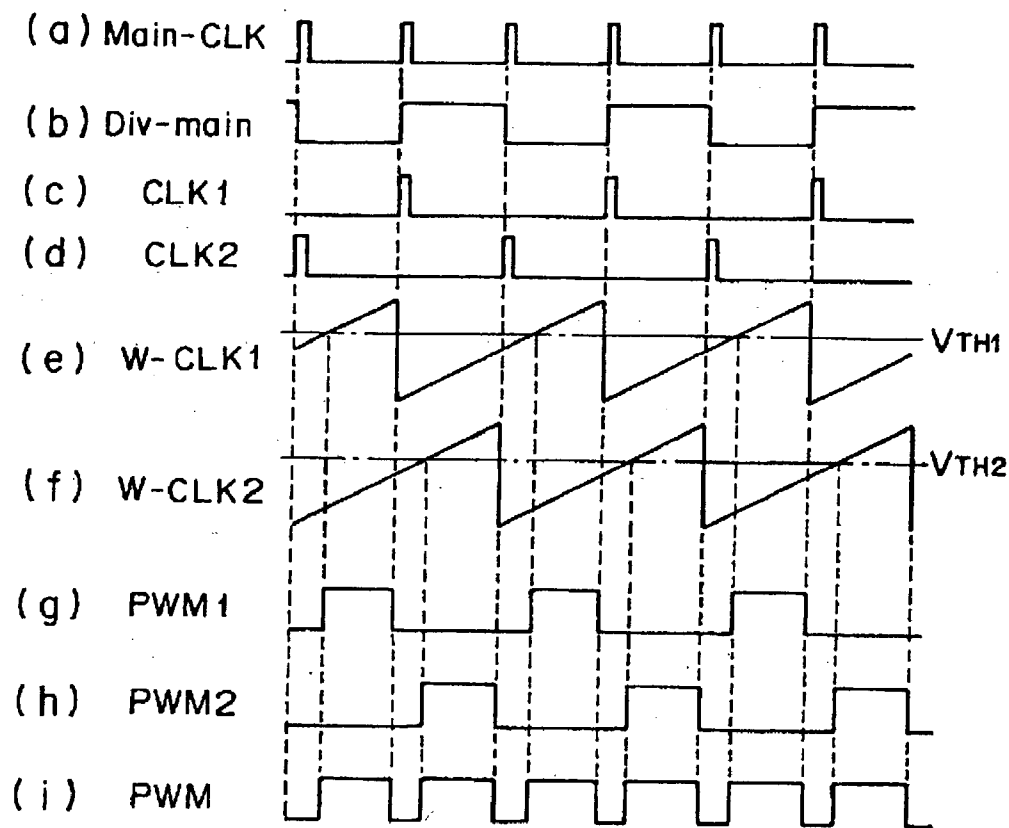 (a) Main-CLK
(b) Div-main
(c) CLK1
(d) CLK2
(e) W-CLK1 VTH1
(f) W-CLK2 VTH2
(g) PWM1
(h) PWM2
(i) PWM